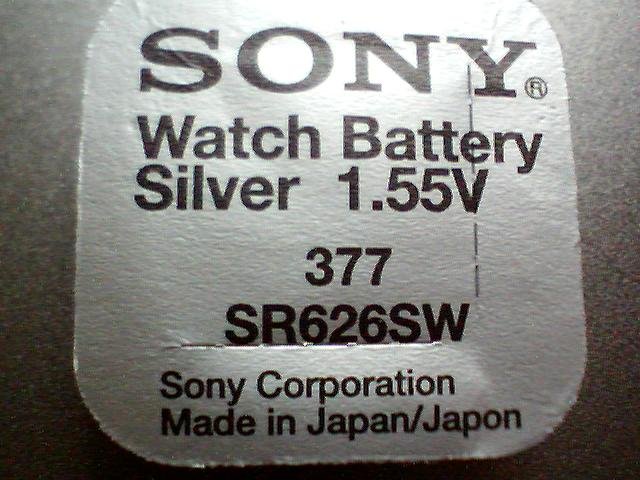 SONY®
Watch Battery
Silver 1.55V
377
SR626SW
Sony Corporation
Made in Japan/Japon